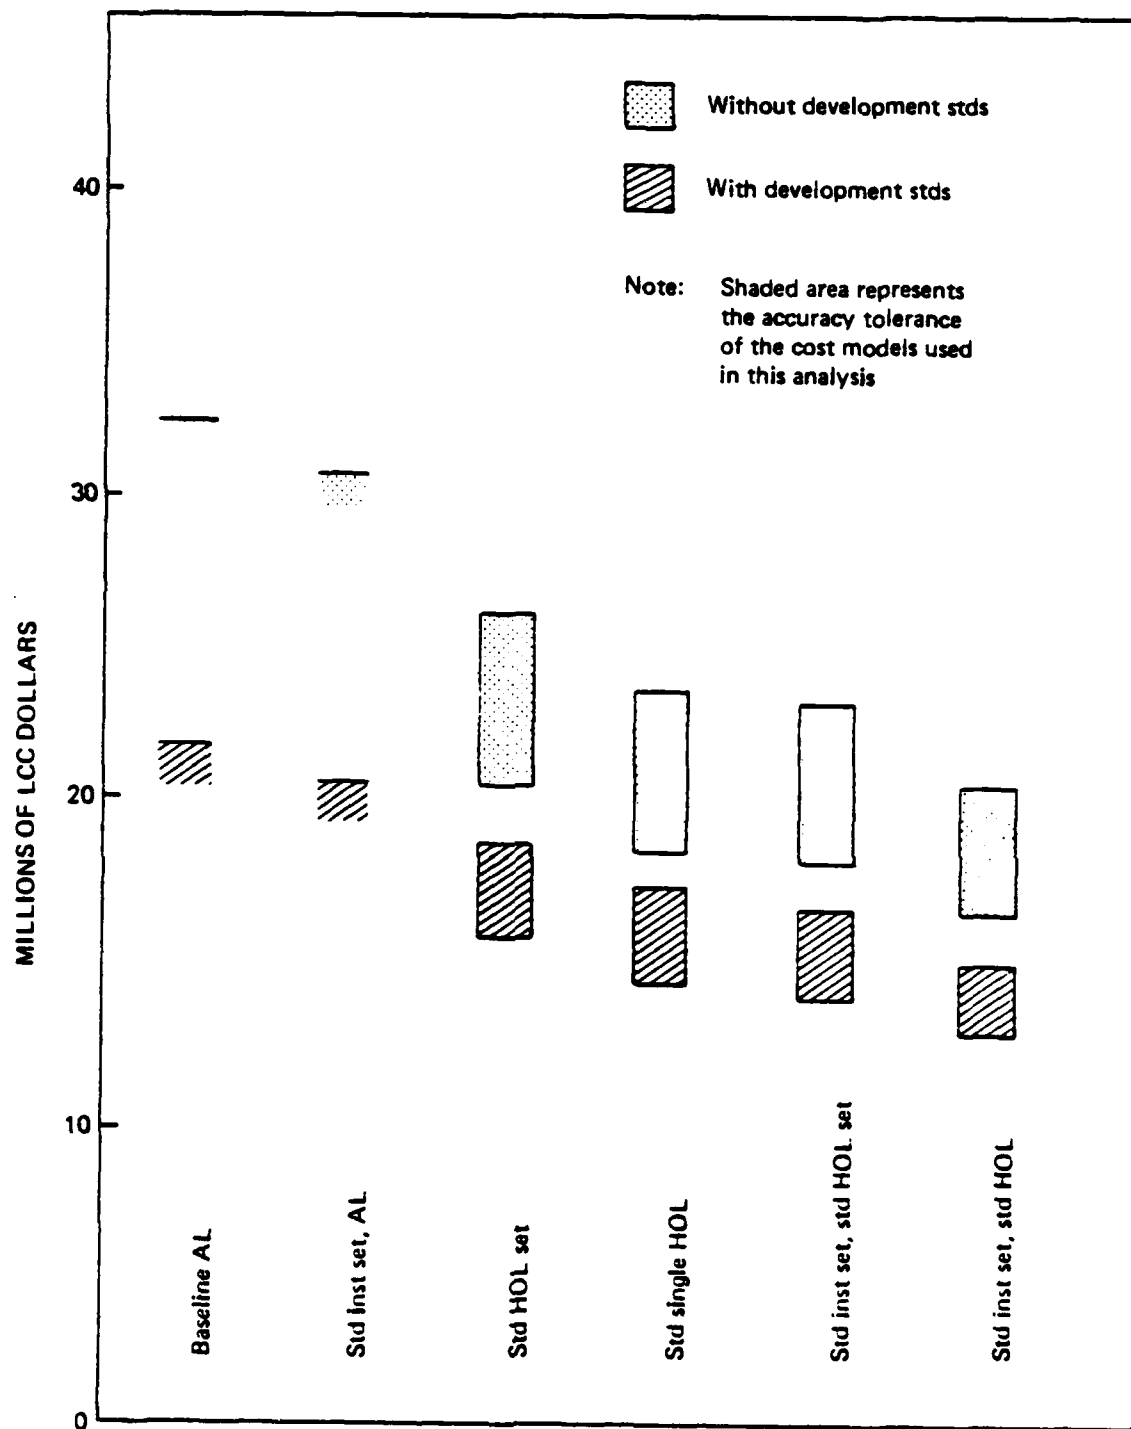 Without development stds
With development stds
Note: Shaded area represents
the accuracy tolerance
of the cost models used
in this analysis
40
30
20
10
0
MILLIONS OF LCC DOLLARS
Baseline AL
Std inst set, AL
Std HOL set
Std single HOL
Std inst set, std HOL set
Std inst set, std HOL